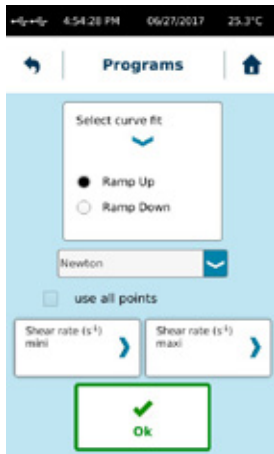 4:54:28 PM 06/27/2017 25.3°C
Programs
Select curve fit
Ramp Up
Ramp Down
Newton
use all points
Shear rate (s⁻¹) Shear rate (s⁻¹)
mini maxi
Ok